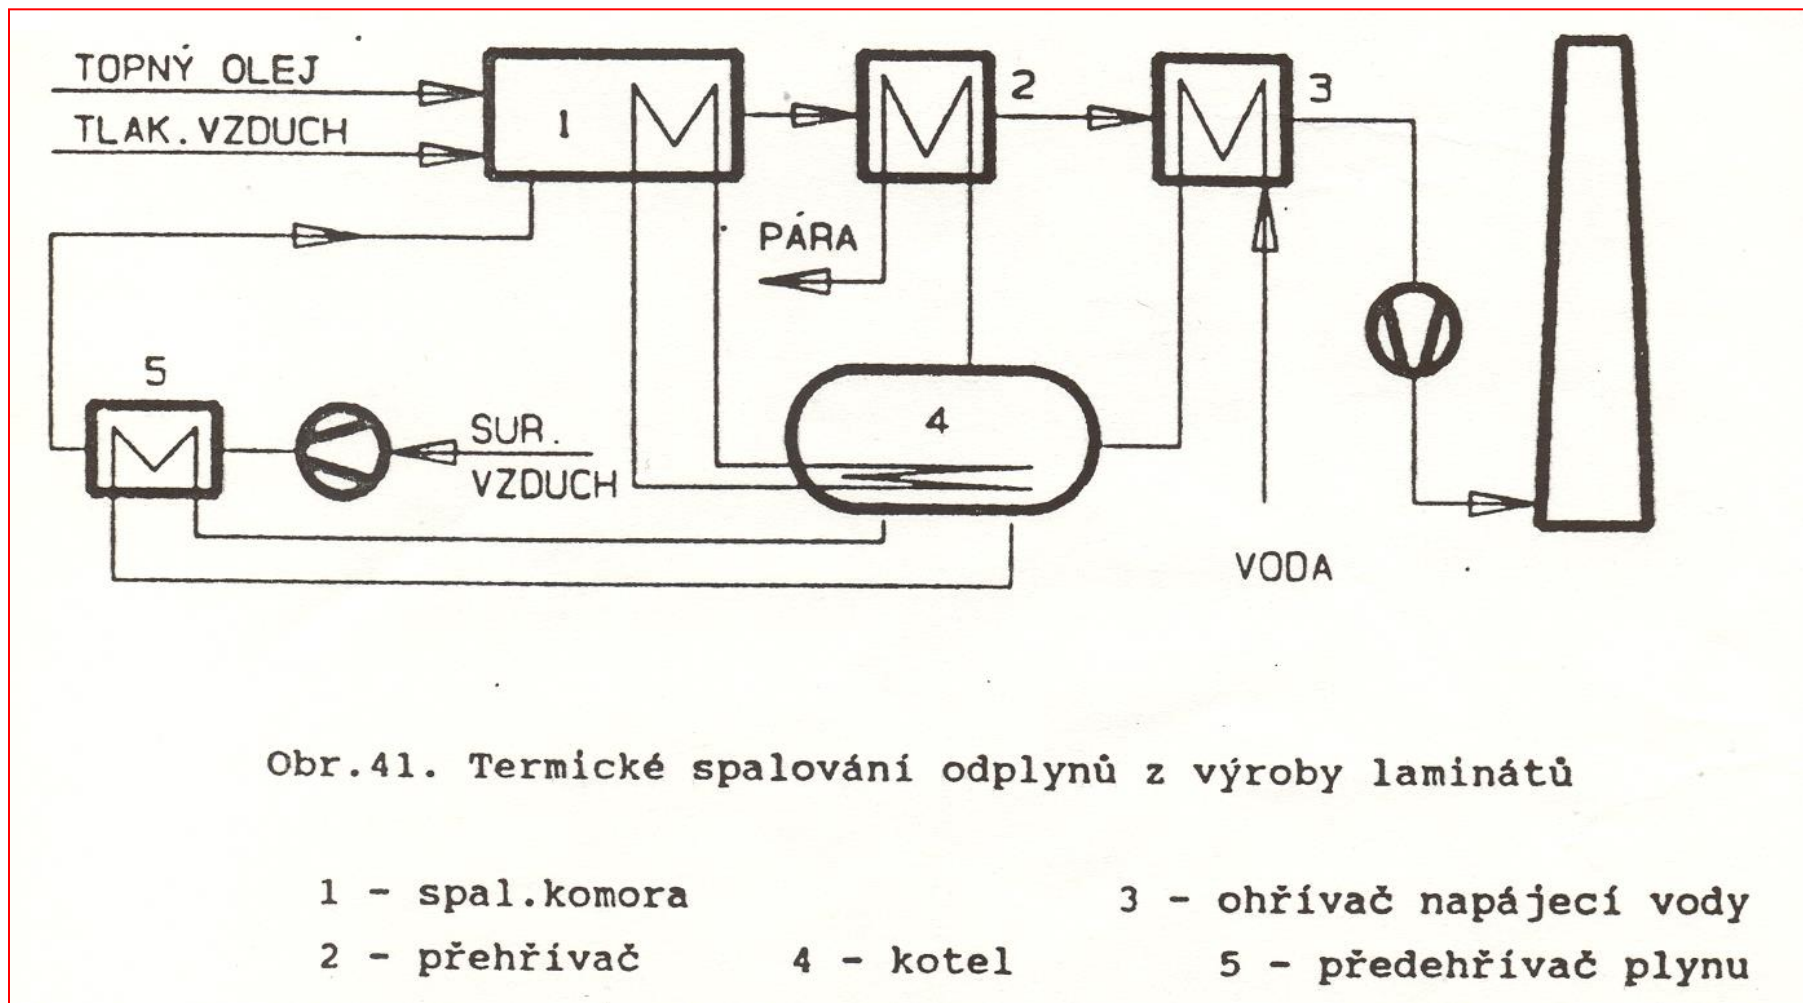 TOPNÝ OLEJ
TLAK. VZDUCH
1
2
3
PÁRA
5
4
SUR.
VZDUCH
VODA
Obr.41. Termické spalování odplynů z výroby laminátů
1 - spal.komora
3 - ohřívač napájecí vody
2 - přehřívač
4 - kotel
5 - předehřívač plynu